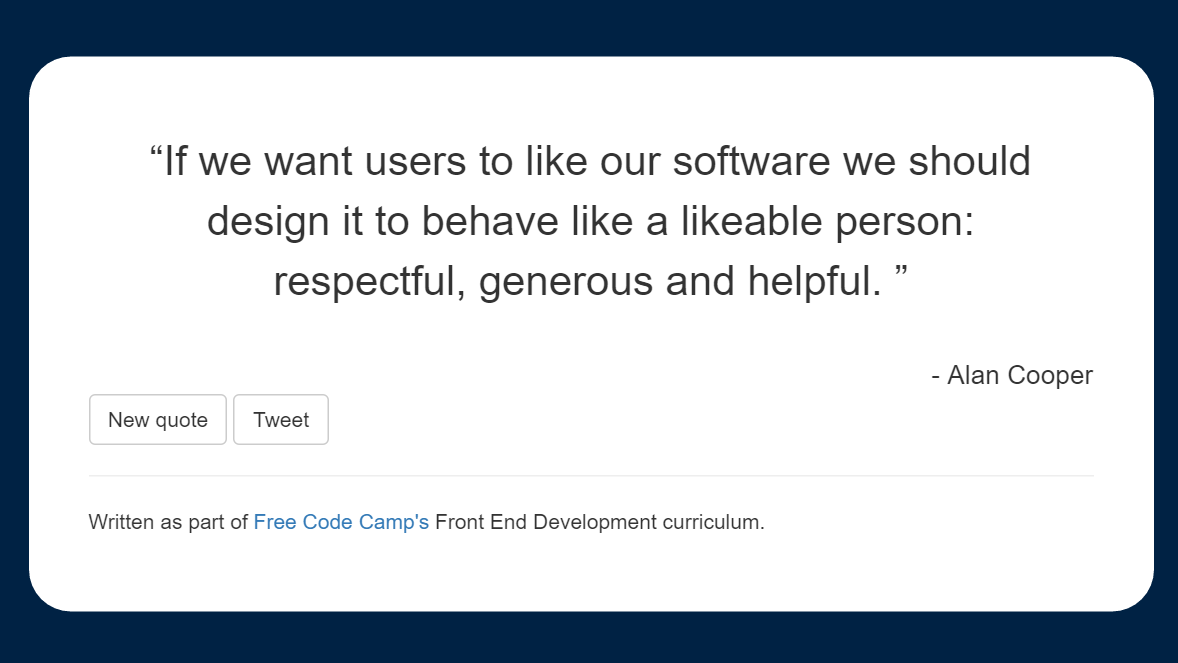 “If we want users to like our software we should
design it to behave like a likeable person:
respectful, generous and helpful. ”
- Alan Cooper
New quote Tweet
Written as part of Free Code Camp's Front End Development curriculum.